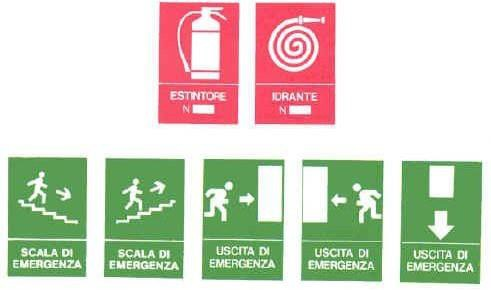 ESTINTORE
N
IDRANTE
N
SCALA DI
EMERGENZA
SCALA DI
EMERGENZA
USCITA DI
EMERGENZA
USCITA DI
EMERGENZA
USCITA DI
EMERGENZA